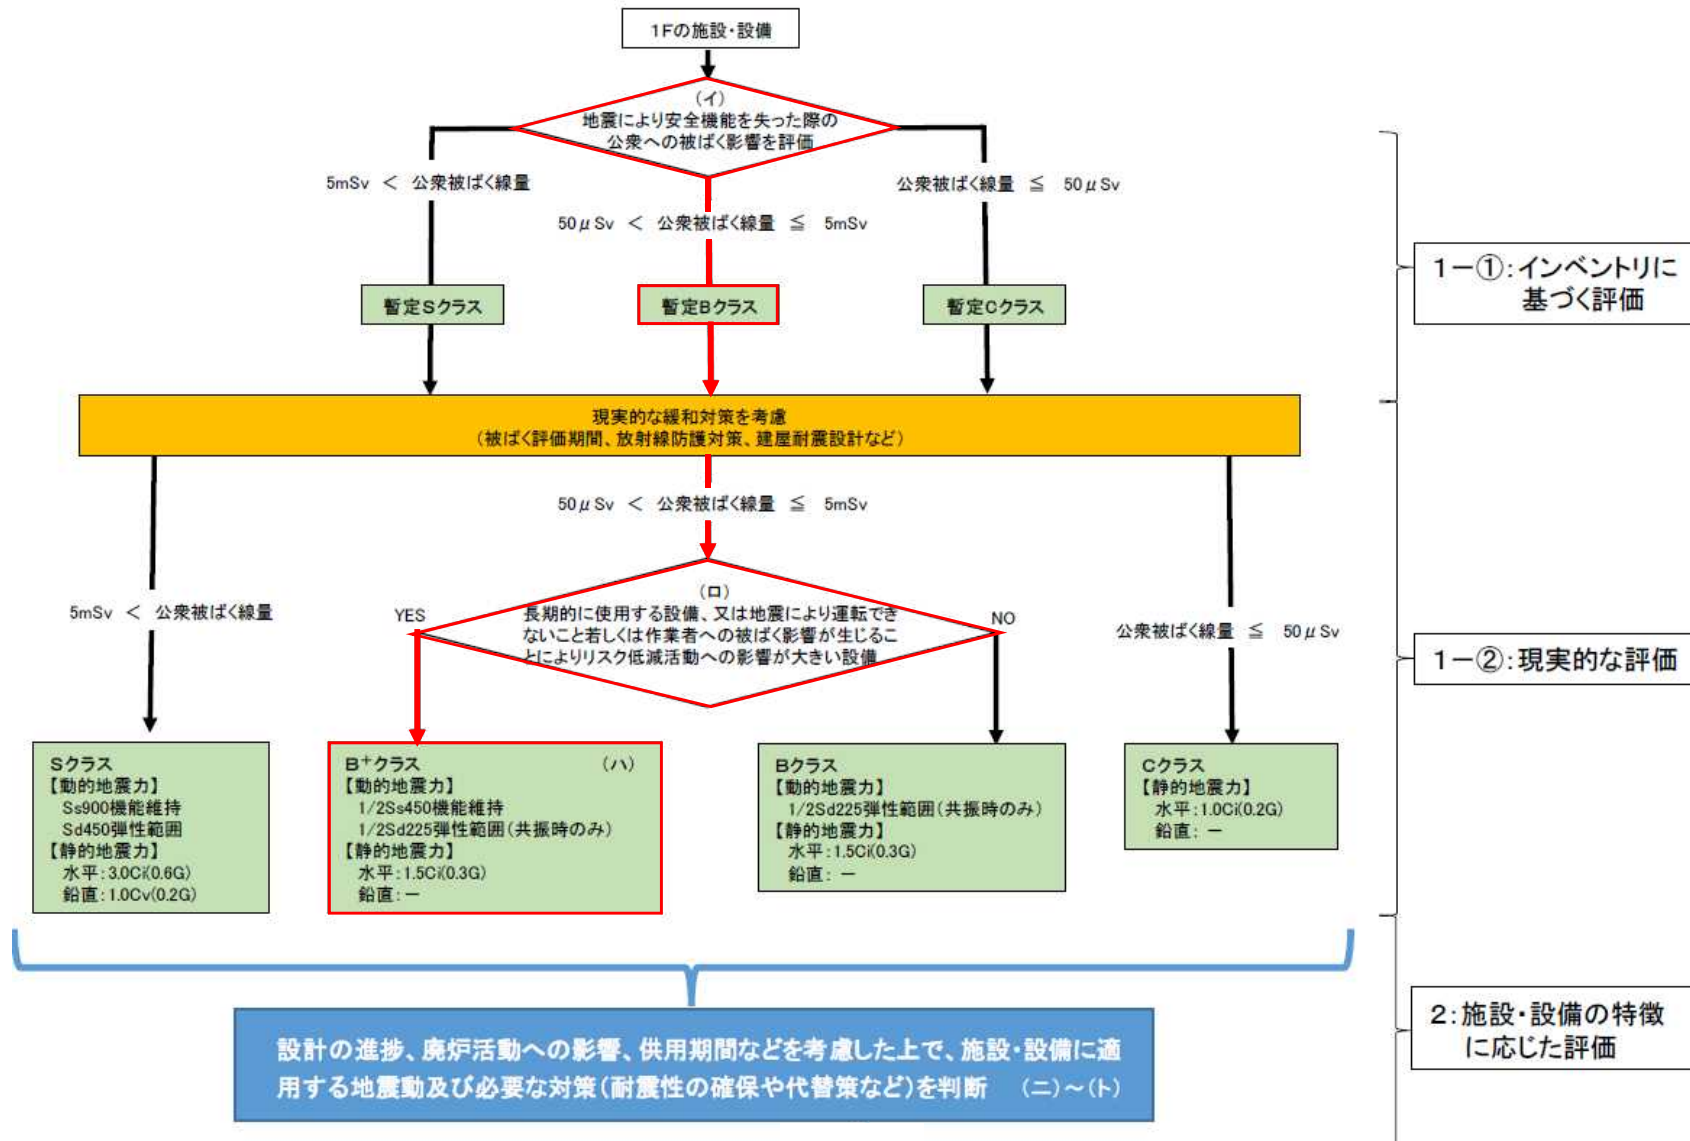 1Fの施設・設備
(イ)
地震により安全機能を失った際の
公衆への被ばく影響を評価
5mSv ＜ 公衆被ばく線量
50μSv ＜ 公衆被ばく線量 ≦ 5mSv
公衆被ばく線量 ≦ 50μSv
暫定Sクラス
暫定Bクラス
暫定Cクラス
1－①：インベントリに
基づく評価
現実的な緩和対策を考慮
（被ばく評価期間、放射線防護対策、建屋耐震設計など）
50μSv ＜ 公衆被ばく線量 ≦ 5mSv
5mSv ＜ 公衆被ばく線量
YES
(ロ)
長期的に使用する設備、又は地震により運転でき
ないこと若しくは作業者への被ばく影響が生じるこ
とによりリスク低減活動への影響が大きい設備
NO
公衆被ばく線量 ≦ 50μSv
1－②：現実的な評価
Sクラス
【動的地震力】
Ss900機能維持
Sd450弾性範囲
【静的地震力】
水平：3.0Ci(0.6G)
鉛直：1.0Cv(0.2G)
B⁺クラス (ハ)
【動的地震力】
1/2Ss450機能維持
1/2Sd225弾性範囲（共振時のみ）
【静的地震力】
水平：1.5Ci(0.3G)
鉛直：－
Bクラス
【動的地震力】
1/2Sd225弾性範囲（共振時のみ）
【静的地震力】
水平：1.5Ci(0.3G)
鉛直： －
Cクラス
【静的地震力】
水平：1.0Ci(0.2G)
鉛直： －
設計の進捗、廃炉活動への影響、供用期間などを考慮した上で、施設・設備に適
用する地震動及び必要な対策（耐震性の確保や代替策など）を判断 (ニ)～(ト)
2：施設・設備の特徴
に応じた評価